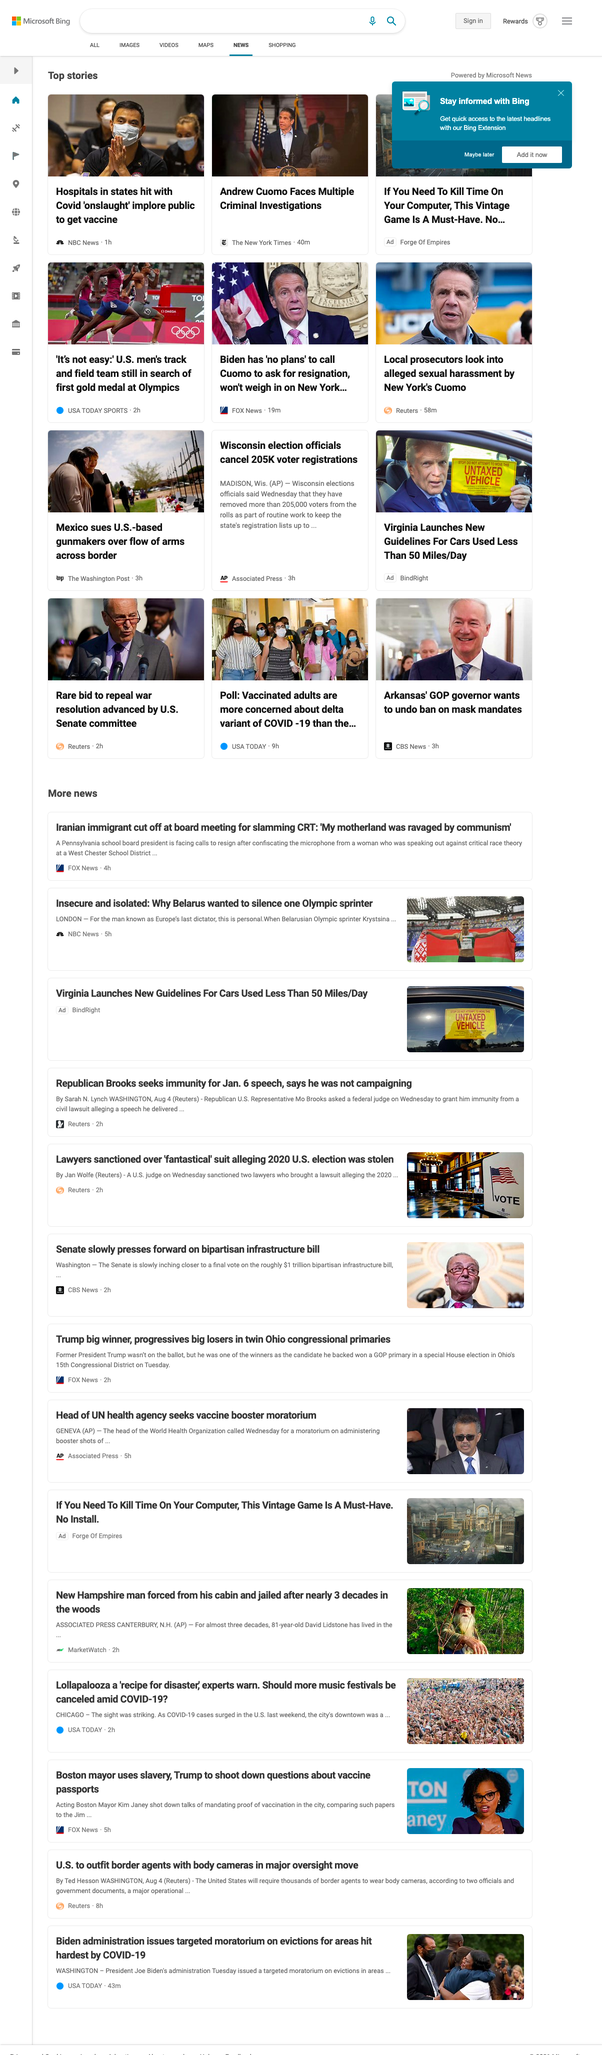 Microsoft Bing
Sign in
Rewards
ALL
IMAGES
VIDEOS
MAPS
NEWS
SHOPPING
Top stories
Powered by Microsoft News
Stay informed with Bing
Get quick access to the latest headlines
with our Bing Extension
Maybe later
Add it now
Hospitals in states hit with
Covid 'onslaught' implore public
to get vaccine
NBC News · 1h
Andrew Cuomo Faces Multiple
Criminal Investigations
The New York Times · 40m
If You Need To Kill Time On
Your Computer, This Vintage
Game Is A Must-Have. No...
Ad Forge Of Empires
'It's not easy:' U.S. men's track
and field team still in search of
first gold medal at Olympics
USA TODAY SPORTS · 2h
Biden has 'no plans' to call
Cuomo to ask for resignation,
won't weigh in on New York...
FOX News · 19m
Local prosecutors look into
alleged sexual harassment by
New York's Cuomo
Reuters · 58m
Mexico sues U.S.-based
gunmakers over flow of arms
across border
wp The Washington Post · 3h
Wisconsin election officials
cancel 205K voter registrations
MADISON, Wis. (AP) — Wisconsin elections
officials said Wednesday that they have
removed more than 205,000 voters from the
rolls as part of routine work to keep the
state's registration lists up to ...
AP Associated Press · 3h
UNTAXED
VEHICLE
Virginia Launches New
Guidelines For Cars Used Less
Than 50 Miles/Day
Ad BindRight
Rare bid to repeal war
resolution advanced by U.S.
Senate committee
Reuters · 2h
Poll: Vaccinated adults are
more concerned about delta
variant of COVID -19 than the...
USA TODAY · 9h
Arkansas' GOP governor wants
to undo ban on mask mandates
CBS News · 3h
More news
Iranian immigrant cut off at board meeting for slamming CRT: 'My motherland was ravaged by communism'
A Pennsylvania school board president is facing calls to resign after confiscating the microphone from a woman who was speaking out against critical race theory
at a West Chester School District ...
FOX News · 4h
Insecure and isolated: Why Belarus wanted to silence one Olympic sprinter
LONDON — For the man known as Europe's last dictator, this is personal.When Belarusian Olympic sprinter Krystsina ...
NBC News · 5h
Virginia Launches New Guidelines For Cars Used Less Than 50 Miles/Day
Ad BindRight
UNTAXED
VEHICLE
Republican Brooks seeks immunity for Jan. 6 speech, says he was not campaigning
By Sarah N. Lynch WASHINGTON, Aug 4 (Reuters) - Republican U.S. Representative Mo Brooks asked a federal judge on Wednesday to grant him immunity from a
civil lawsuit alleging a speech he delivered ...
Reuters · 2h
Lawyers sanctioned over 'fantastical' suit alleging 2020 U.S. election was stolen
By Jan Wolfe (Reuters) - A U.S. judge on Wednesday sanctioned two lawyers who brought a lawsuit alleging the 2020 ...
Reuters · 2h
VOTE
Senate slowly presses forward on bipartisan infrastructure bill
Washington — The Senate is slowly inching closer to a final vote on the roughly $1 trillion bipartisan infrastructure bill,
...
CBS News · 2h
Trump big winner, progressives big losers in twin Ohio congressional primaries
Former President Trump wasn't on the ballot, but he was one of the winners as the candidate he backed won a GOP primary in a special House election in Ohio's
15th Congressional District on Tuesday.
FOX News · 2h
Head of UN health agency seeks vaccine booster moratorium
GENEVA (AP) — The head of the World Health Organization called Wednesday for a moratorium on administering
booster shots of ...
AP Associated Press · 5h
If You Need To Kill Time On Your Computer, This Vintage Game Is A Must-Have.
No Install.
Ad Forge Of Empires
New Hampshire man forced from his cabin and jailed after nearly 3 decades in
the woods
ASSOCIATED PRESS CANTERBURY, N.H. (AP) — For almost three decades, 81-year-old David Lidstone has lived in the
...
MarketWatch · 2h
Lollapalooza a 'recipe for disaster,' experts warn. Should more music festivals be
canceled amid COVID-19?
CHICAGO – The sight was striking. As COVID-19 cases surged in the U.S. last weekend, the city's downtown was a ...
USA TODAY · 2h
Boston mayor uses slavery, Trump to shoot down questions about vaccine
passports
Acting Boston Mayor Kim Janey shot down talks of mandating proof of vaccination in the city, comparing such papers
to the Jim ...
FOX News · 5h
TON
aney
U.S. to outfit border agents with body cameras in major oversight move
By Ted Hesson WASHINGTON, Aug 4 (Reuters) - The United States will require thousands of border agents to wear body cameras, according to two officials and
government documents, a major operational ...
Reuters · 8h
Biden administration issues targeted moratorium on evictions for areas hit
hardest by COVID-19
WASHINGTON – President Joe Biden's administration Tuesday issued a targeted moratorium on evictions in areas ...
USA TODAY · 43m